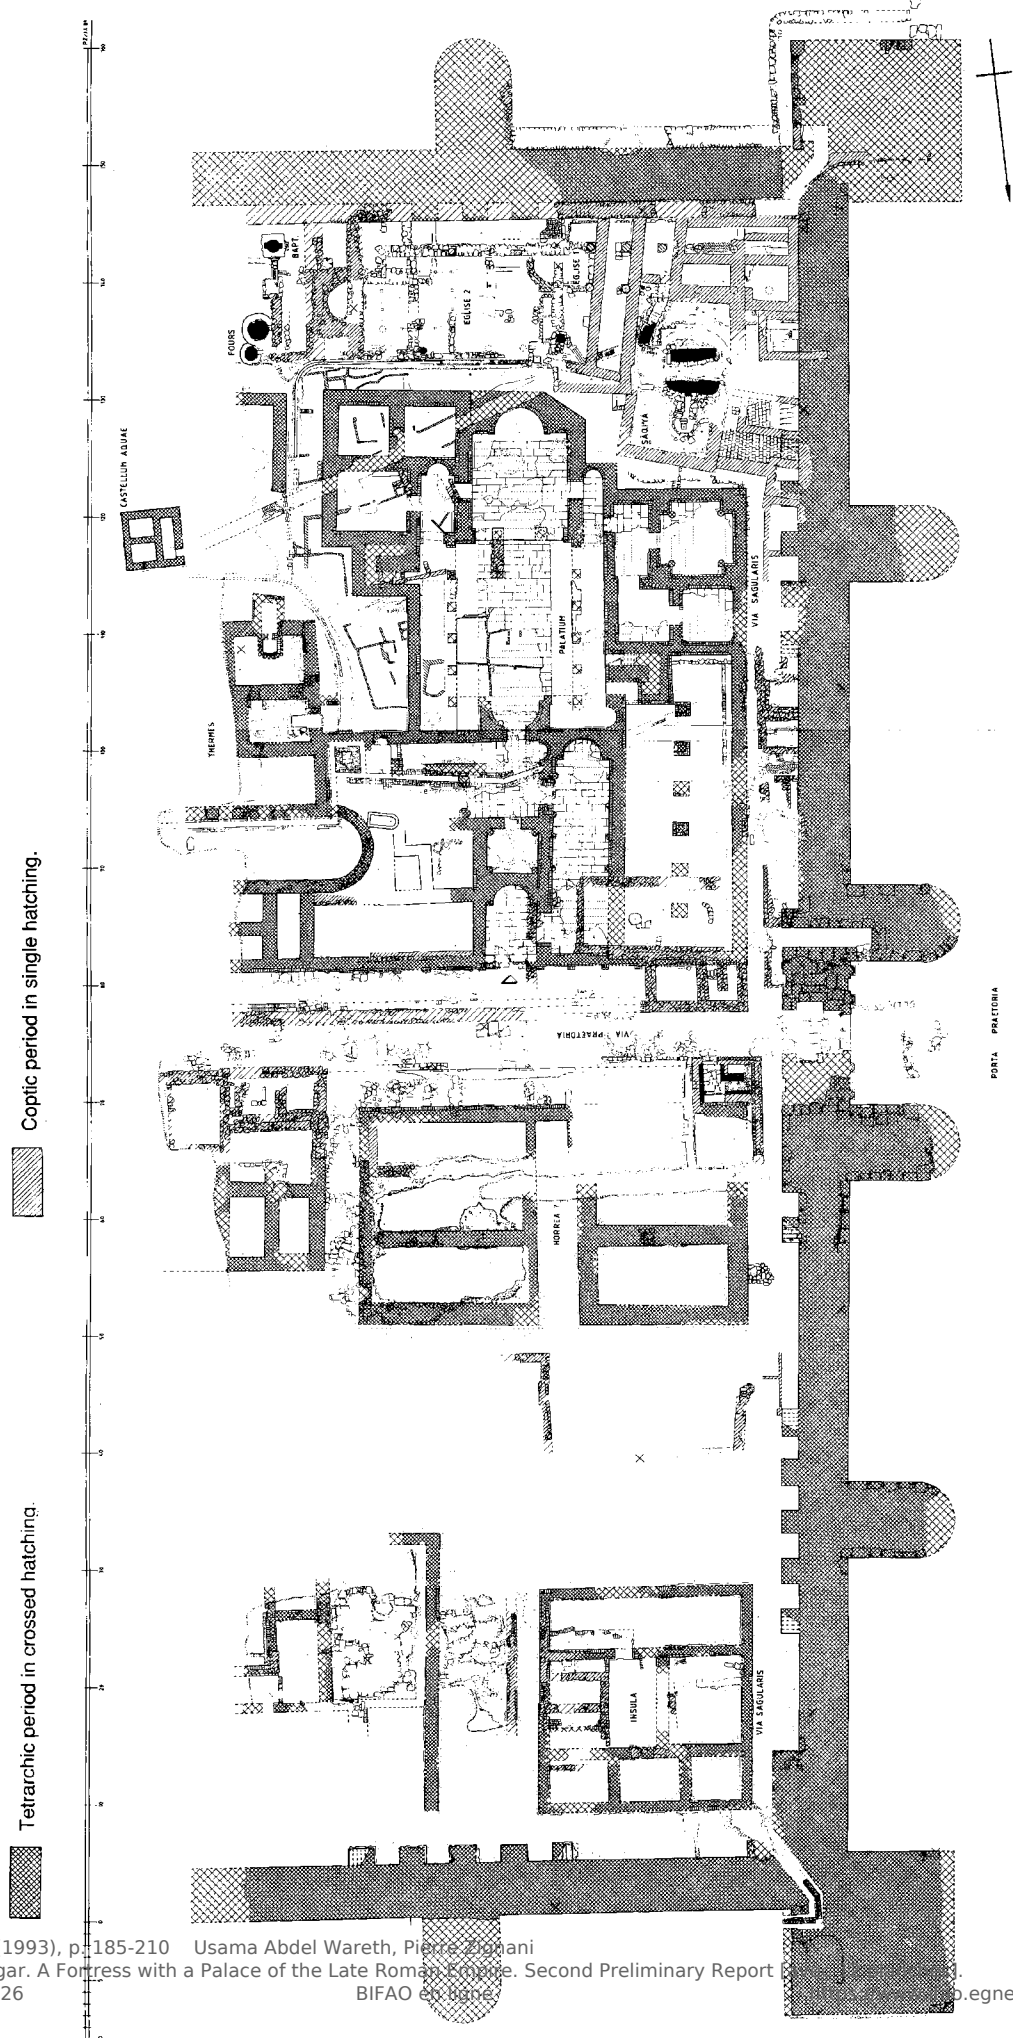 Coptic period in single hatching.
Tetrarchic period in crossed hatching.
BAPT.
FOURS
EGLISE 2
EGLISE 1
SAQIYA
CASTELLUM AQUAE
VIA SAGULARIS
PALATIUM
THERMES
VIA PRAETORIA
PORTA PRAETORIA
HORREA ?
INSULA
VIA SAGULARIS
1993), p. 185-210 Usama Abdel Wareth, Pierre Zignani
gar. A Fortress with a Palace of the Late Roman Empire. Second Preliminary Report
26 BIFAO en ligne